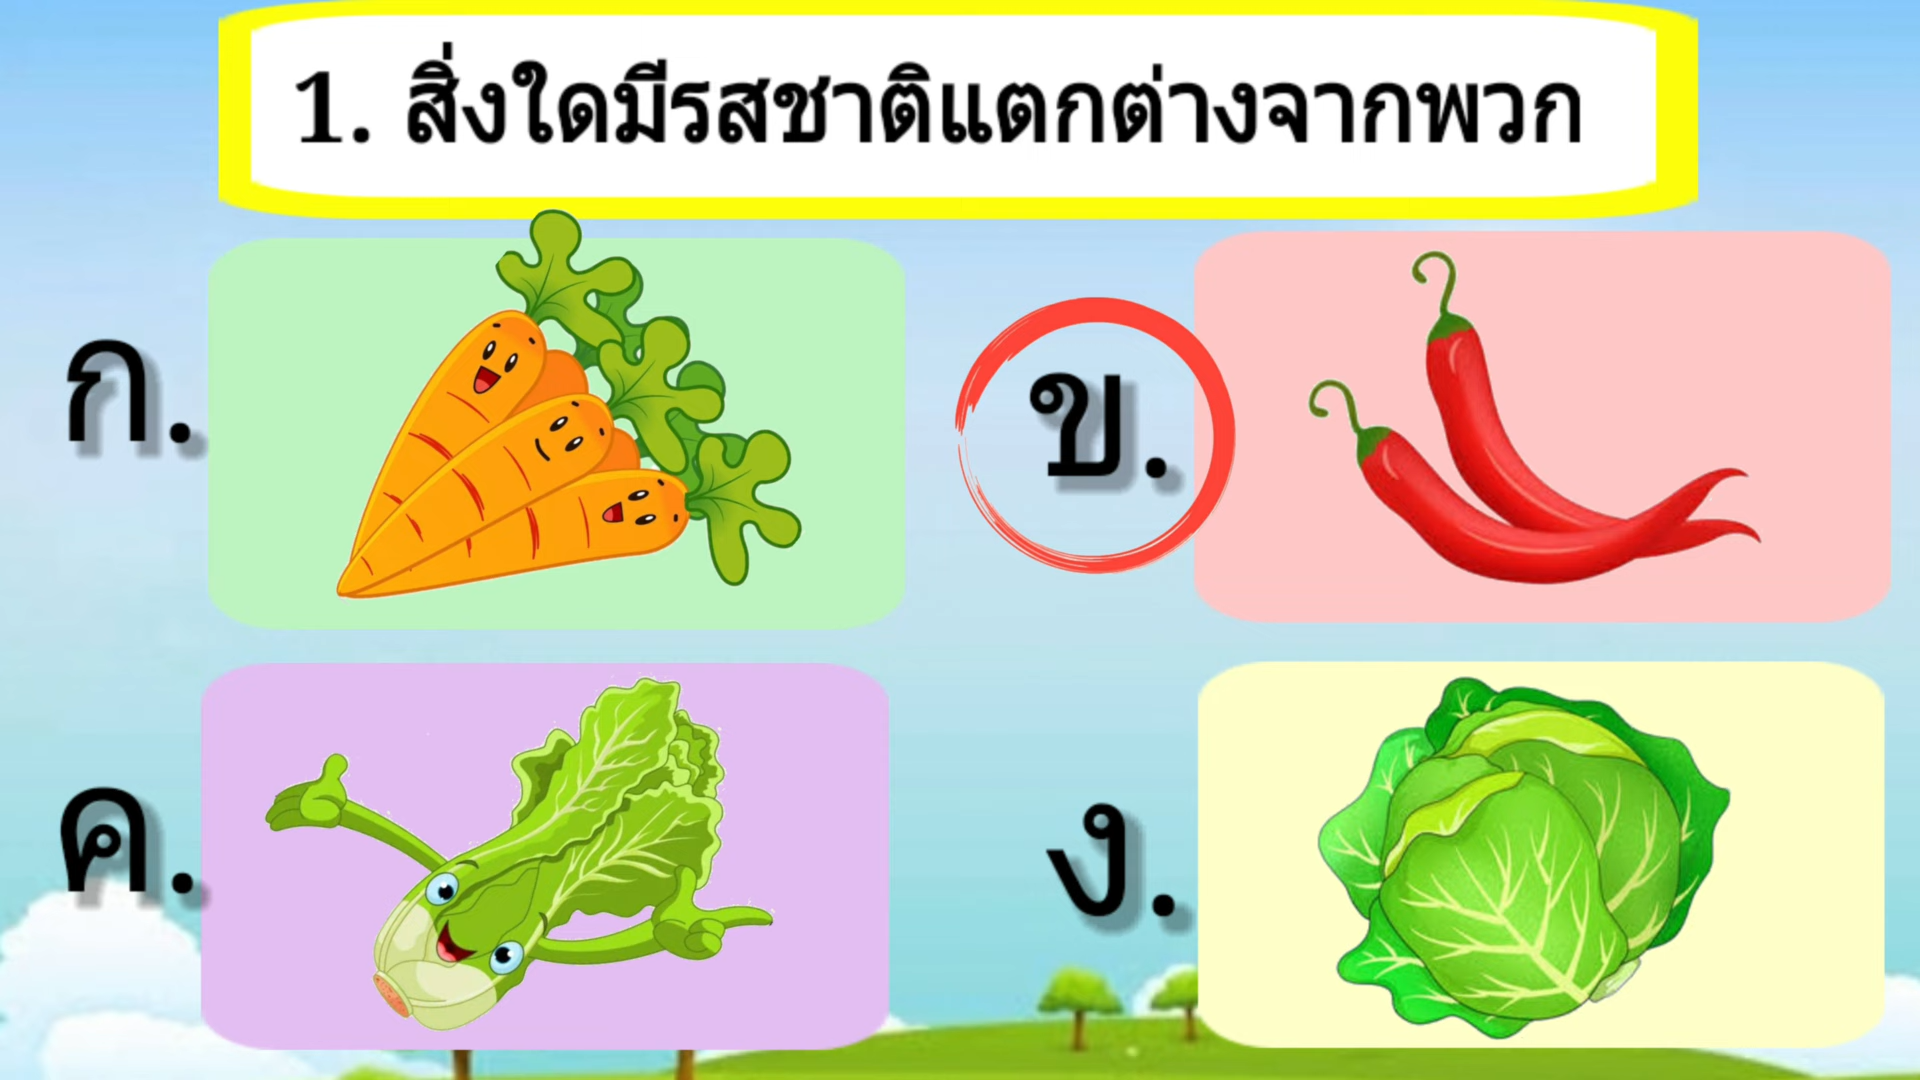 1. สิ่งใดมีรสชาติแตกต่างจากพวก
ก.
ข.
ค.
ง.